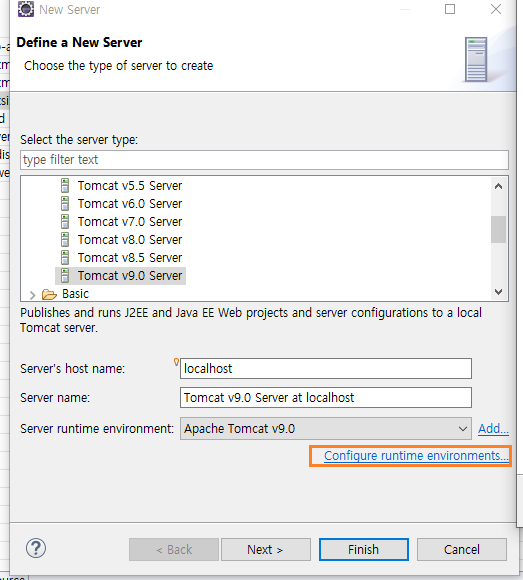 New Server
Define a New Server
Choose the type of server to create
Select the server type:
type filter text
Tomcat v5.5 Server
Tomcat v6.0 Server
Tomcat v7.0 Server
Tomcat v8.0 Server
Tomcat v8.5 Server
Tomcat v9.0 Server
Basic
Publishes and runs J2EE and Java EE Web projects and server configurations to a local
Tomcat server.
Server's host name: localhost
Server name: Tomcat v9.0 Server at localhost
Server runtime environment: Apache Tomcat v9.0 Add...
Configure runtime environments...
? < Back Next > Finish Cancel